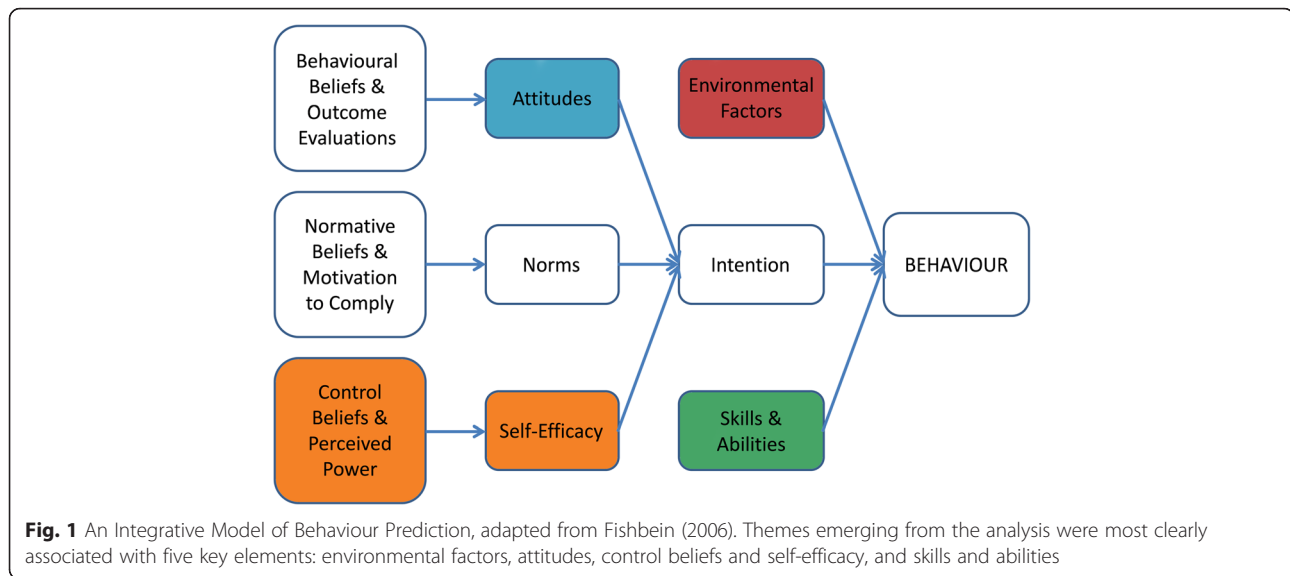 Behavioural
Beliefs &
Outcome
Evaluations
Attitudes
Environmental
Factors
Normative
Beliefs &
Motivation
to Comply
Norms
Intention
BEHAVIOUR
Control
Beliefs &
Perceived
Power
Self-Efficacy
Skills &
Abilities
Fig. 1 An Integrative Model of Behaviour Prediction, adapted from Fishbein (2006). Themes emerging from the analysis were most clearly
associated with five key elements: environmental factors, attitudes, control beliefs and self-efficacy, and skills and abilities